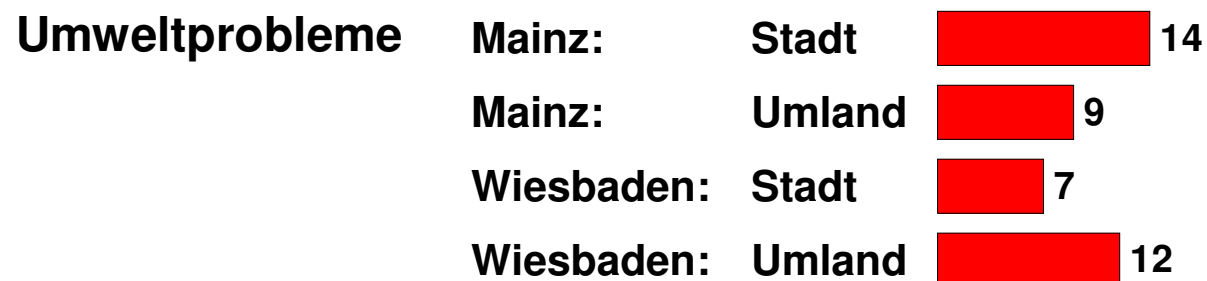 Umweltprobleme Mainz: Stadt 14
Mainz: Umland 9
Wiesbaden: Stadt 7
Wiesbaden: Umland 12